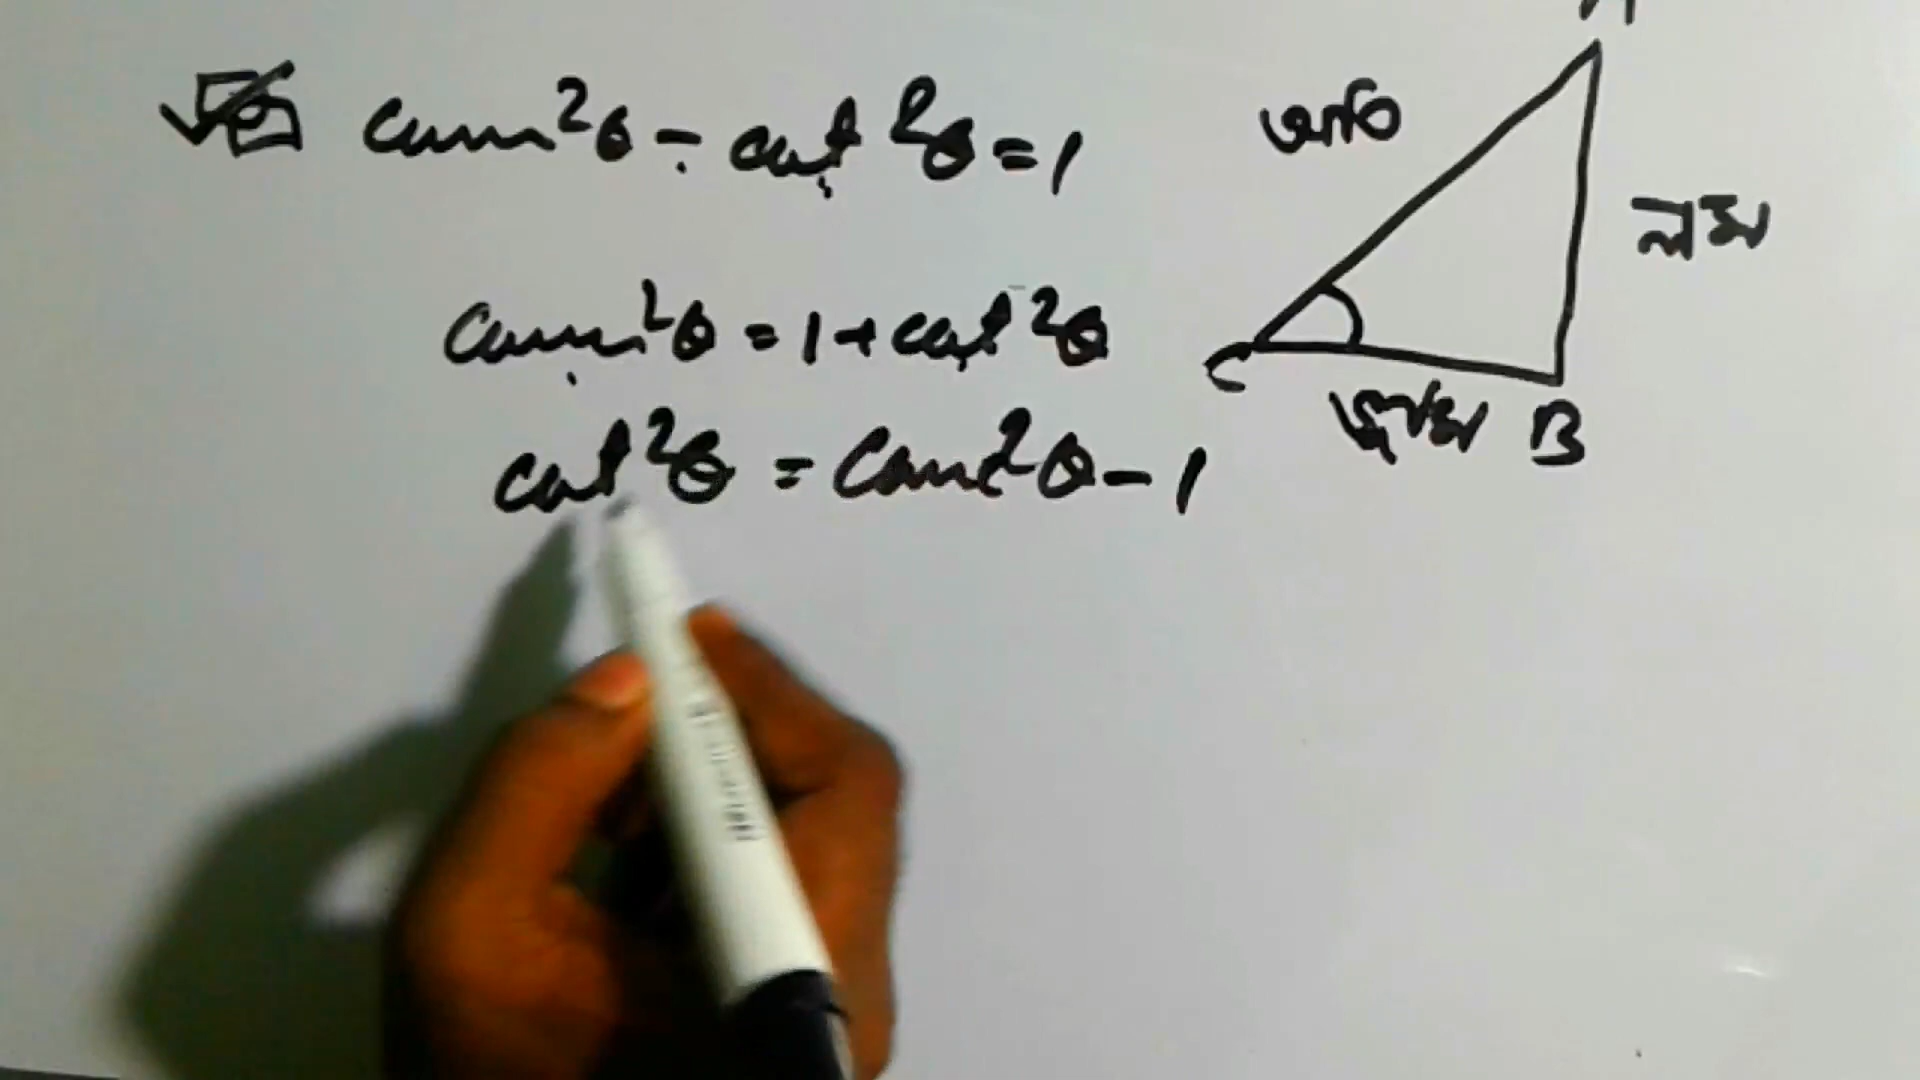 cosec²θ - cot²θ = 1
cosec²θ = 1 + cot²θ
cot²θ = cosec²θ - 1
A
অতি
লম্ব
C
ভূমি
B